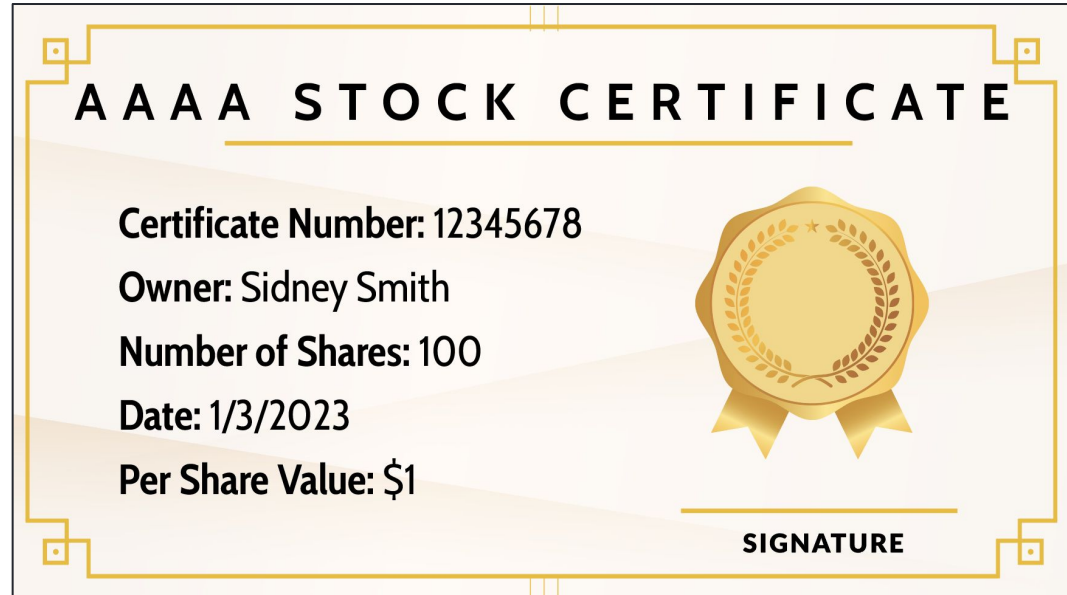 AAAA STOCK CERTIFICATE
Certificate Number: 12345678
Owner: Sidney Smith
Number of Shares: 100
Date: 1/3/2023
Per Share Value: $1
SIGNATURE